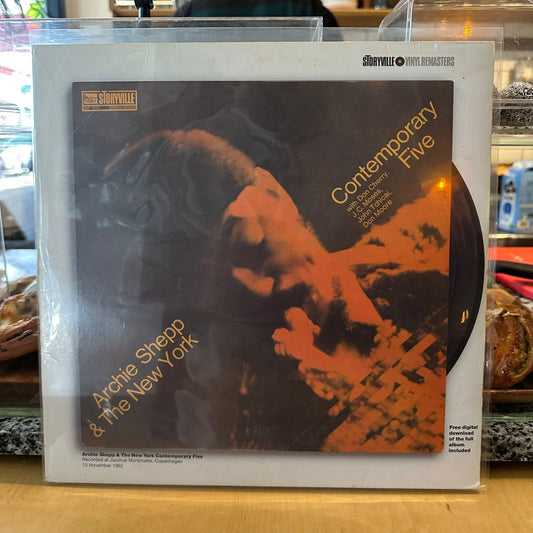 STORYVILLE VINYL REMASTERS
STORYVILLE
Contemporary
Five
with Don Cherry,
J.C. Moses,
John Tchicai,
Don Moore
Archie Shepp
& The New York
Free digital
download
of the full
album
included
Archie Shepp & The New York Contemporary Five
Recorded at Jazzhus Montmartre, Copenhagen
15 November 1962